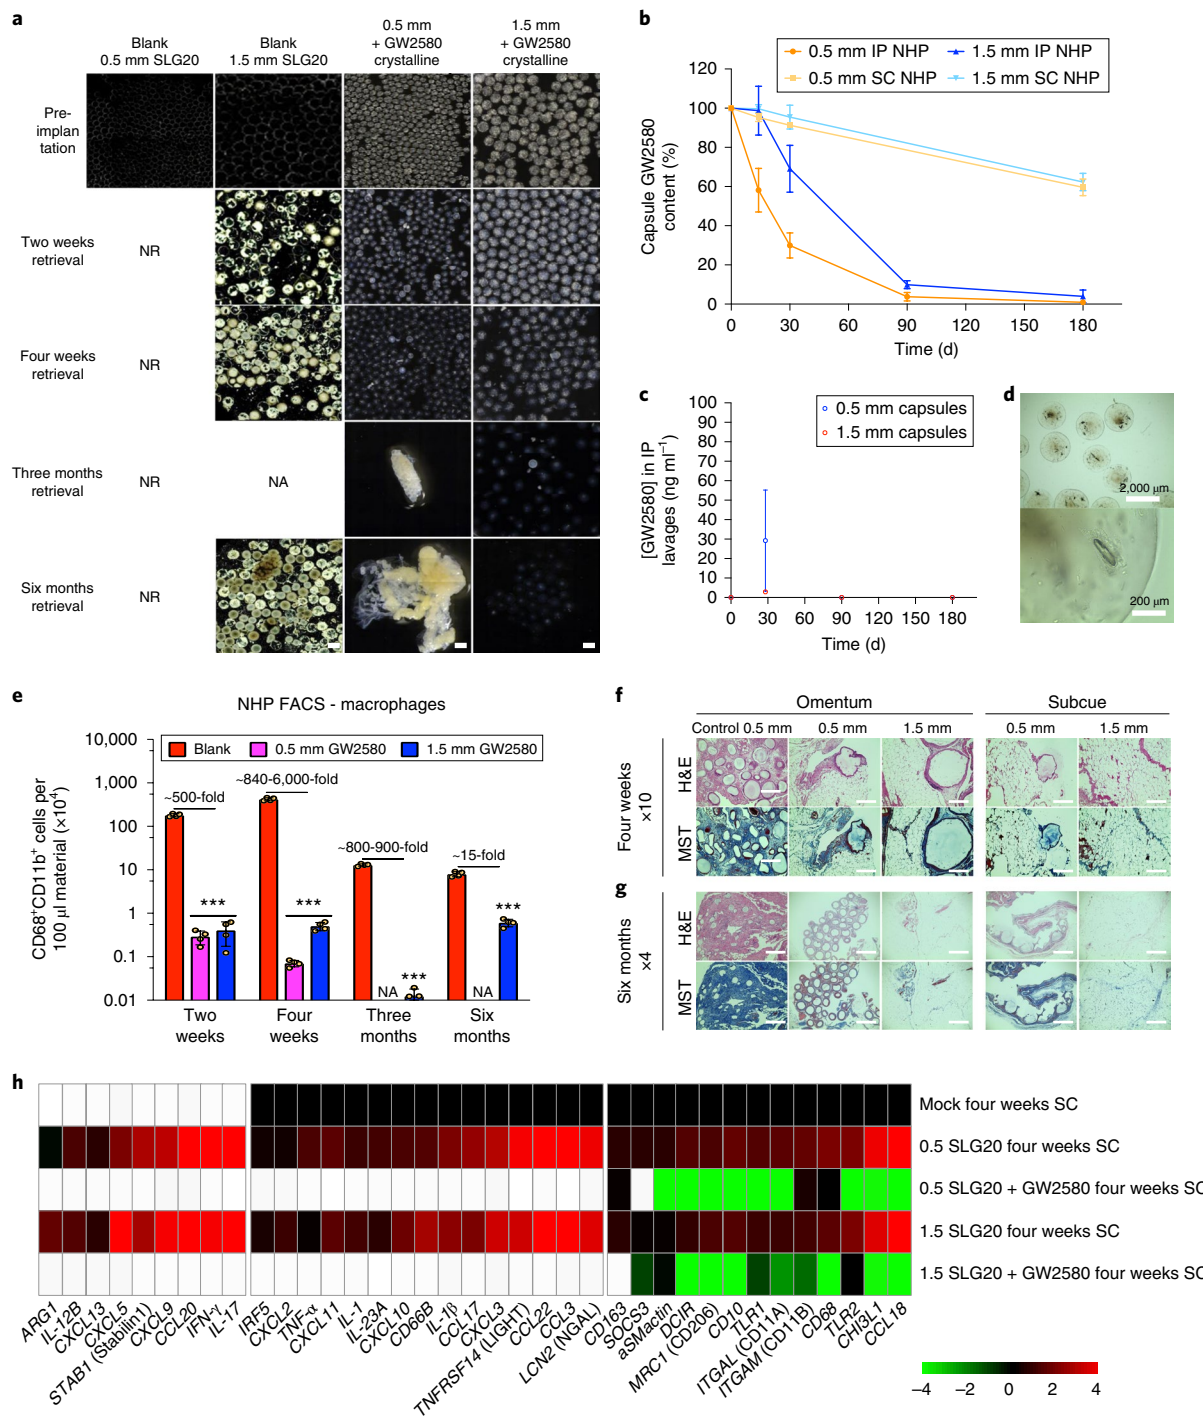 a
Blank
0.5 mm SLG20
Blank
1.5 mm SLG20
0.5 mm
+ GW2580
crystalline
1.5 mm
+ GW2580
crystalline
Pre-
implan
tation
Two weeks
retrieval
NR
Four weeks
retrieval
NR
Three months
retrieval
NR
NA
Six months
retrieval
NR
b
0.5 mm IP NHP
1.5 mm IP NHP
0.5 mm SC NHP
1.5 mm SC NHP
Capsule GW2580
content (%)
120
100
80
60
40
20
0
0 30 60 90 120 150 180
Time (d)
c
0.5 mm capsules
1.5 mm capsules
[GW2580] in IP
lavages (ng ml⁻¹)
100
90
80
70
60
50
40
30
20
10
0
0 30 60 90 120 150 180
Time (d)
d
2,000 µm
200 µm
e
NHP FACS - macrophages
Blank
0.5 mm GW2580
1.5 mm GW2580
CD68⁺CD11b⁺ cells per
100 µl material (×10⁴)
10,000
1,000
100
10
1
0.1
0.01
~500-fold
~840-6,000-fold
~800-900-fold
~15-fold
***
***
***
***
NA
NA
Two
weeks
Four
weeks
Three
months
Six
months
f
Omentum
Subcue
Control 0.5 mm
0.5 mm
1.5 mm
0.5 mm
1.5 mm
Four weeks
×10
H&E
MST
g
Six months
×4
H&E
MST
h
Mock four weeks SC
0.5 SLG20 four weeks SC
0.5 SLG20 + GW2580 four weeks SC
1.5 SLG20 four weeks SC
1.5 SLG20 + GW2580 four weeks SC
ARG1
IL-12B
CXCL13
CXCL5
STAB1 (Stabilin1)
CXCL9
CCL20
IFN-γ
IL-17
IRF5
CXCL2
TNF-α
CXCL11
IL-1
IL-23A
CXCL10
CD66B
IL-1β
CCL17
CXCL3
TNFRSF14 (LIGHT)
CCL22
CCL3
LCN2 (NGAL)
CD163
SOCS3
aSMactin
DCIR
MRC1 (CD206)
CD10
TLR1
ITGAL (CD11A)
ITGAM (CD11B)
CD68
TLR2
CHI3L1
CCL18
−4 −2 0 2 4